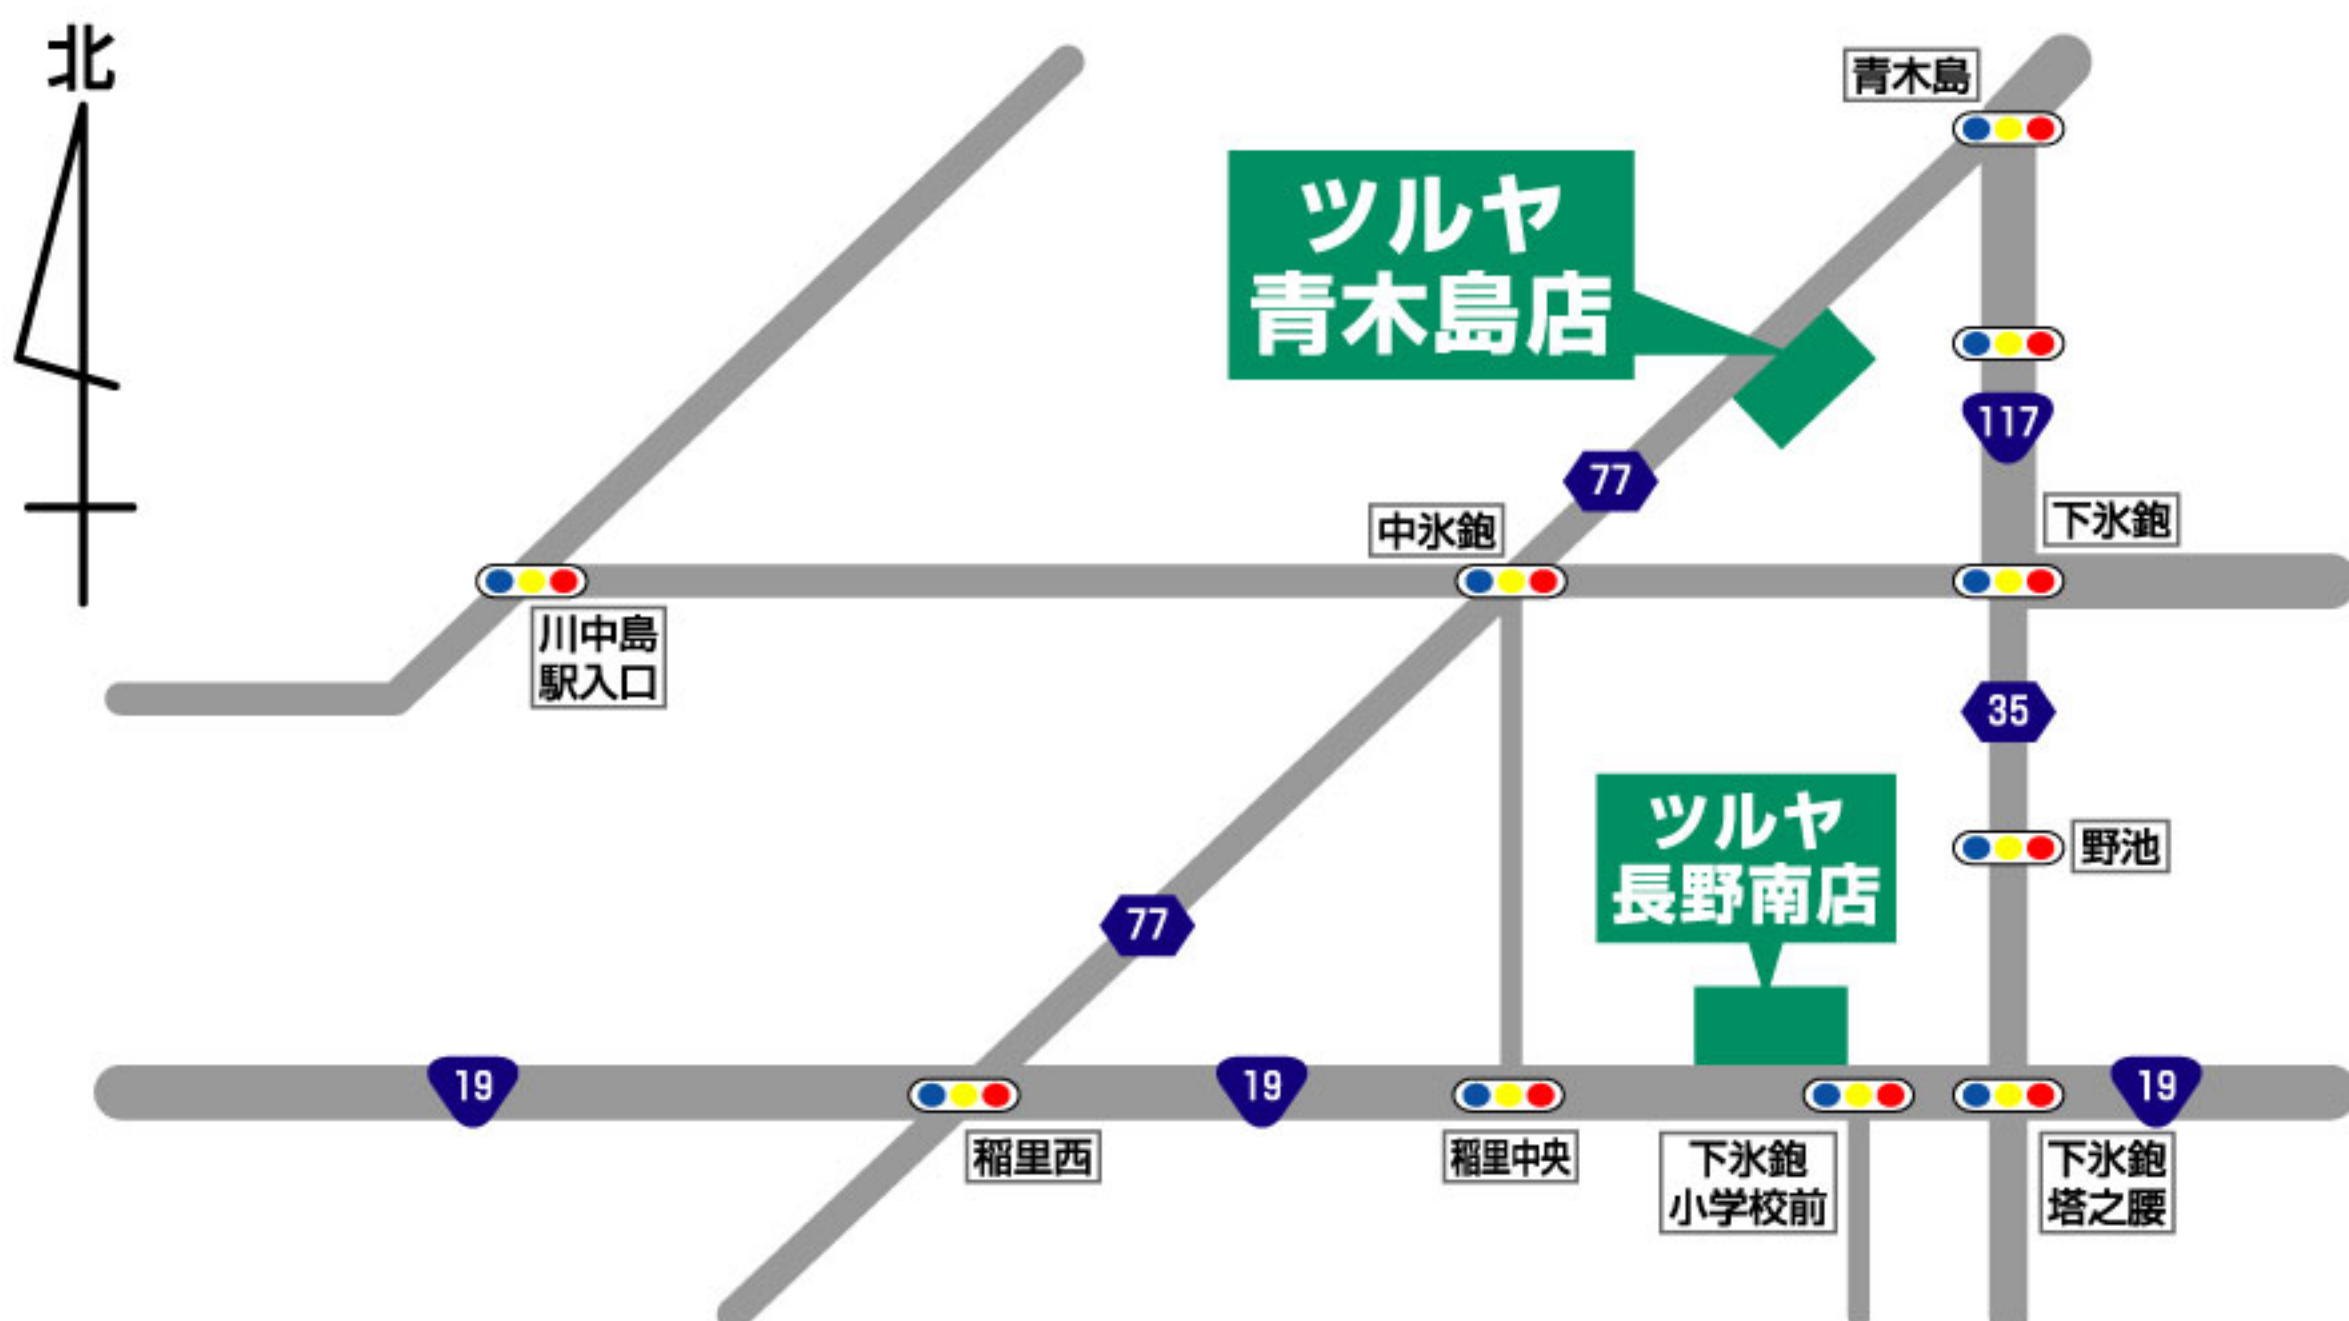 北
青木島
ツルヤ
青木島店
117
77
中氷鉋
下氷鉋
川中島
駅入口
35
ツルヤ
長野南店
野池
77
19
19
19
稲里西
稲里中央
下氷鉋
小学校前
下氷鉋
塔之腰